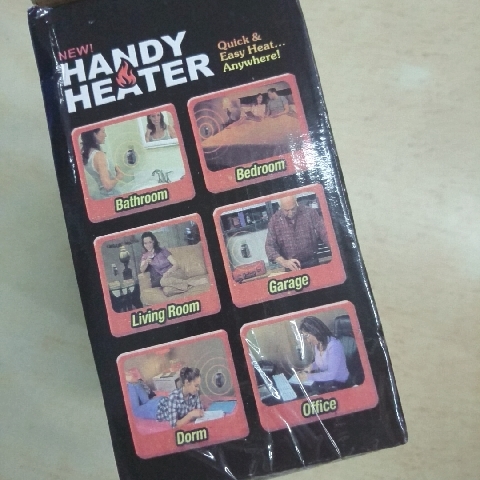 NEW!
HANDY
HEATER
Quick &
Easy Heat...
Anywhere!
Bathroom
Bedroom
Living Room
Garage
Dorm
Office